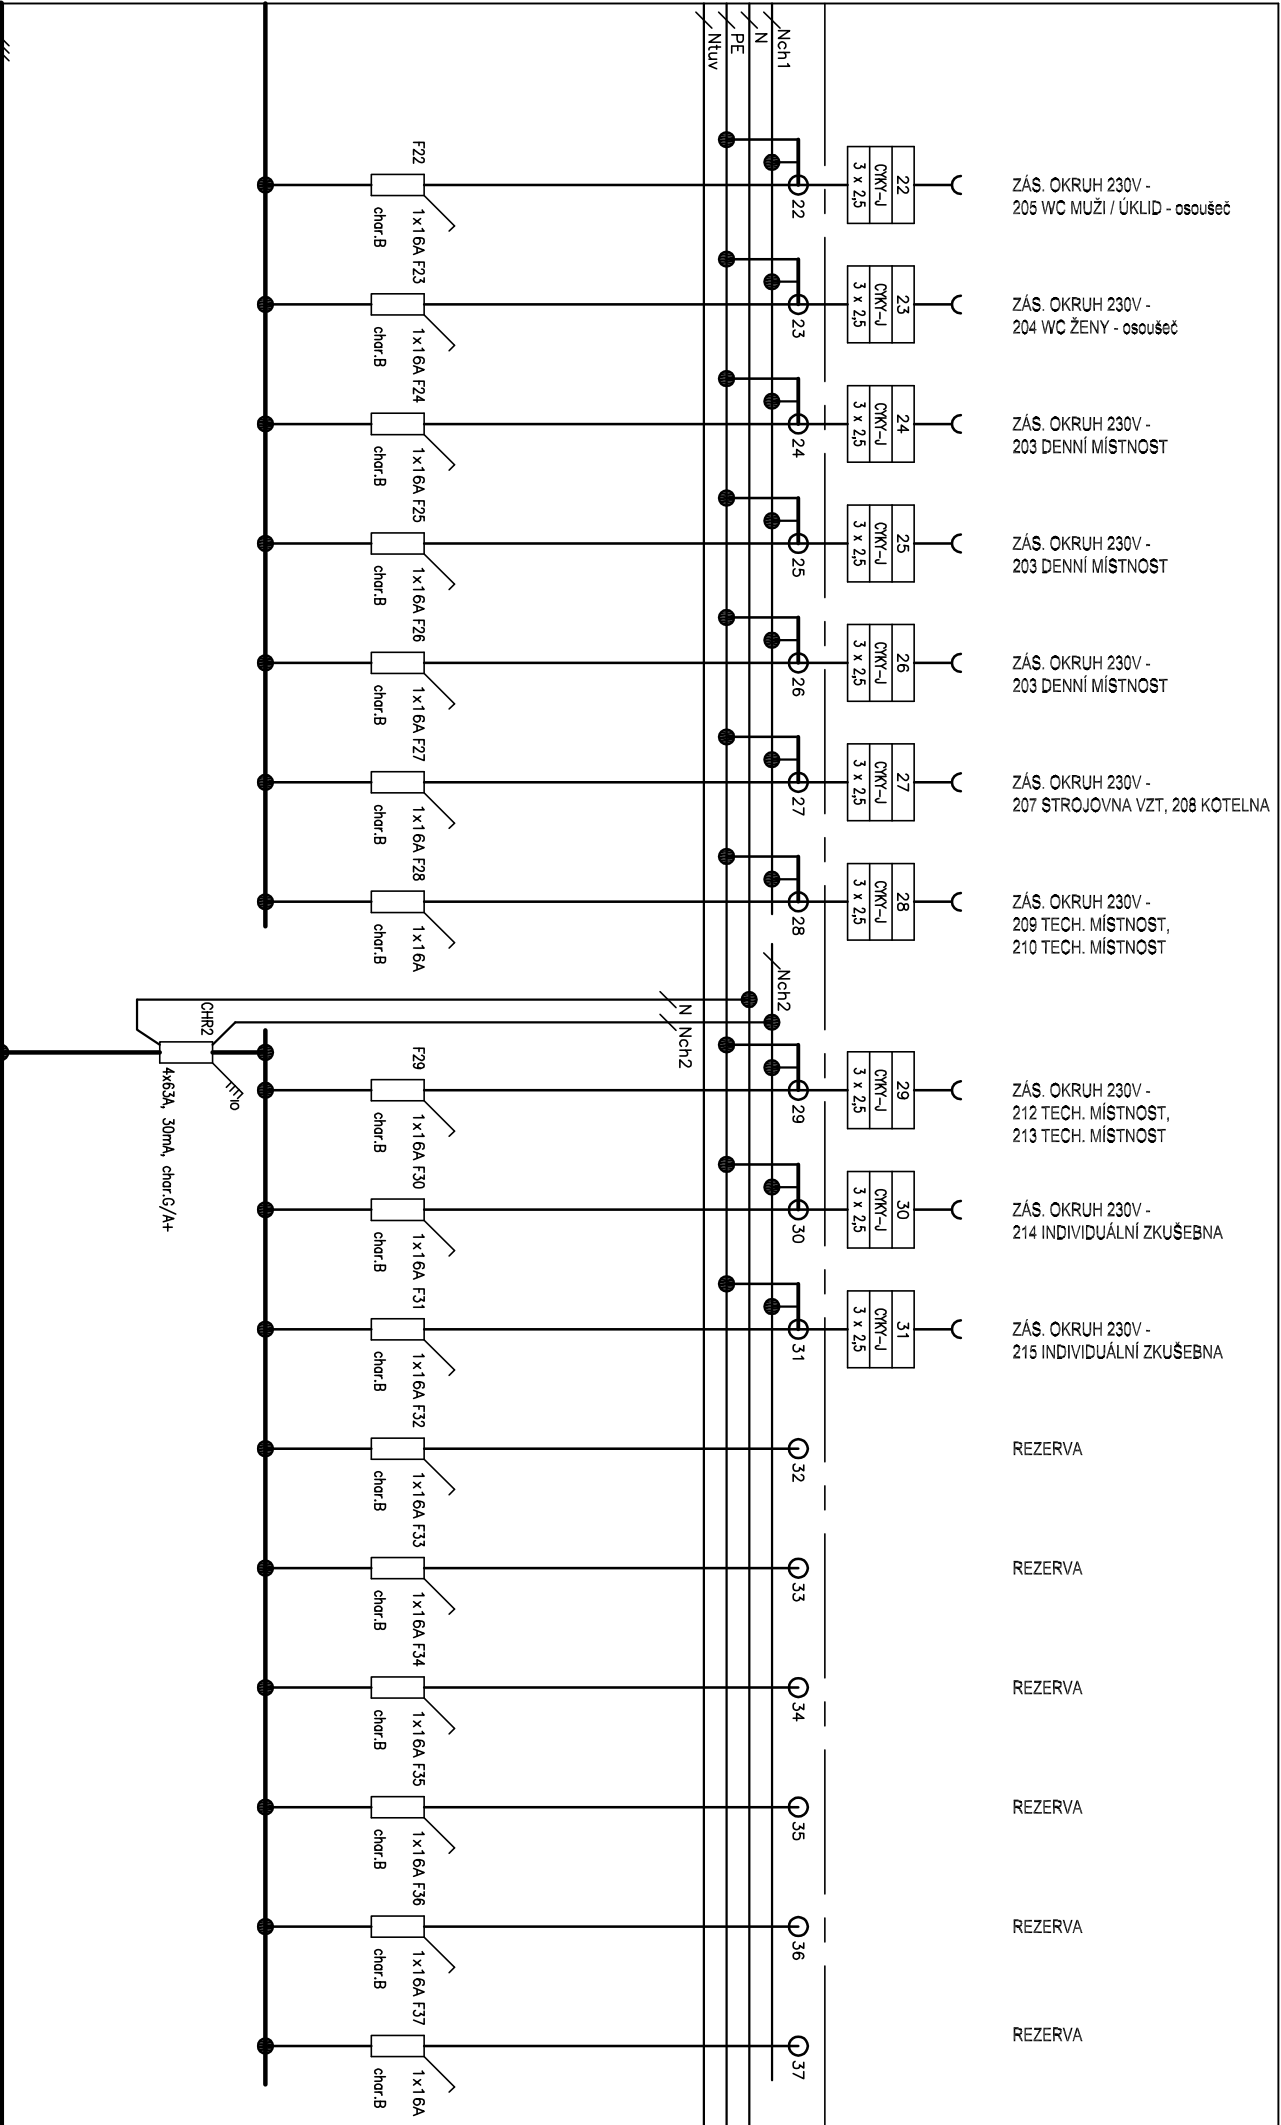 Nch1
N
PE
Ntuv
F22
1x16A
char.B
22
22
CYKY-J
3 x 2,5
ZÁS. OKRUH 230V -
205 WC MUŽI / ÚKLID - osoušeč
F23
1x16A
char.B
23
23
CYKY-J
3 x 2,5
ZÁS. OKRUH 230V -
204 WC ŽENY - osoušeč
F24
1x16A
char.B
24
24
CYKY-J
3 x 2,5
ZÁS. OKRUH 230V -
203 DENNÍ MÍSTNOST
F25
1x16A
char.B
25
25
CYKY-J
3 x 2,5
ZÁS. OKRUH 230V -
203 DENNÍ MÍSTNOST
F26
1x16A
char.B
26
26
CYKY-J
3 x 2,5
ZÁS. OKRUH 230V -
203 DENNÍ MÍSTNOST
F27
1x16A
char.B
27
27
CYKY-J
3 x 2,5
ZÁS. OKRUH 230V -
207 STROJOVNA VZT, 208 KOTELNA
F28
1x16A
char.B
28
28
CYKY-J
3 x 2,5
ZÁS. OKRUH 230V -
209 TECH. MÍSTNOST,
210 TECH. MÍSTNOST
Nch2
N
Nch2
CHR2
4x63A, 30mA, char.G/A+
F29
1x16A
char.B
29
29
CYKY-J
3 x 2,5
ZÁS. OKRUH 230V -
212 TECH. MÍSTNOST,
213 TECH. MÍSTNOST
F30
1x16A
char.B
30
30
CYKY-J
3 x 2,5
ZÁS. OKRUH 230V -
214 INDIVIDUÁLNÍ ZKUŠEBNA
F31
1x16A
char.B
31
31
CYKY-J
3 x 2,5
ZÁS. OKRUH 230V -
215 INDIVIDUÁLNÍ ZKUŠEBNA
F32
1x16A
char.B
32
REZERVA
F33
1x16A
char.B
33
REZERVA
F34
1x16A
char.B
34
REZERVA
F35
1x16A
char.B
35
REZERVA
F36
1x16A
char.B
36
REZERVA
F37
1x16A
char.B
37
REZERVA